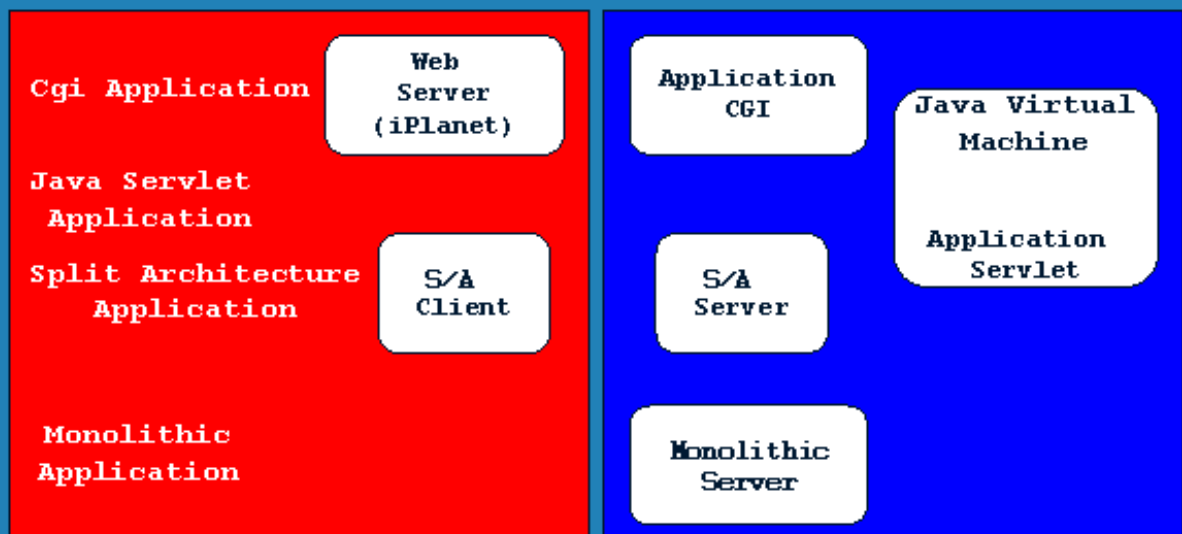 Cgi Application
Web
Server
(iPlanet)
Java Servlet
Application
Split Architecture
Application
S/A
Client
Monolithic
Application
Application
CGI
Java Virtual
Machine
Application
Servlet
S/A
Server
Monolithic
Server